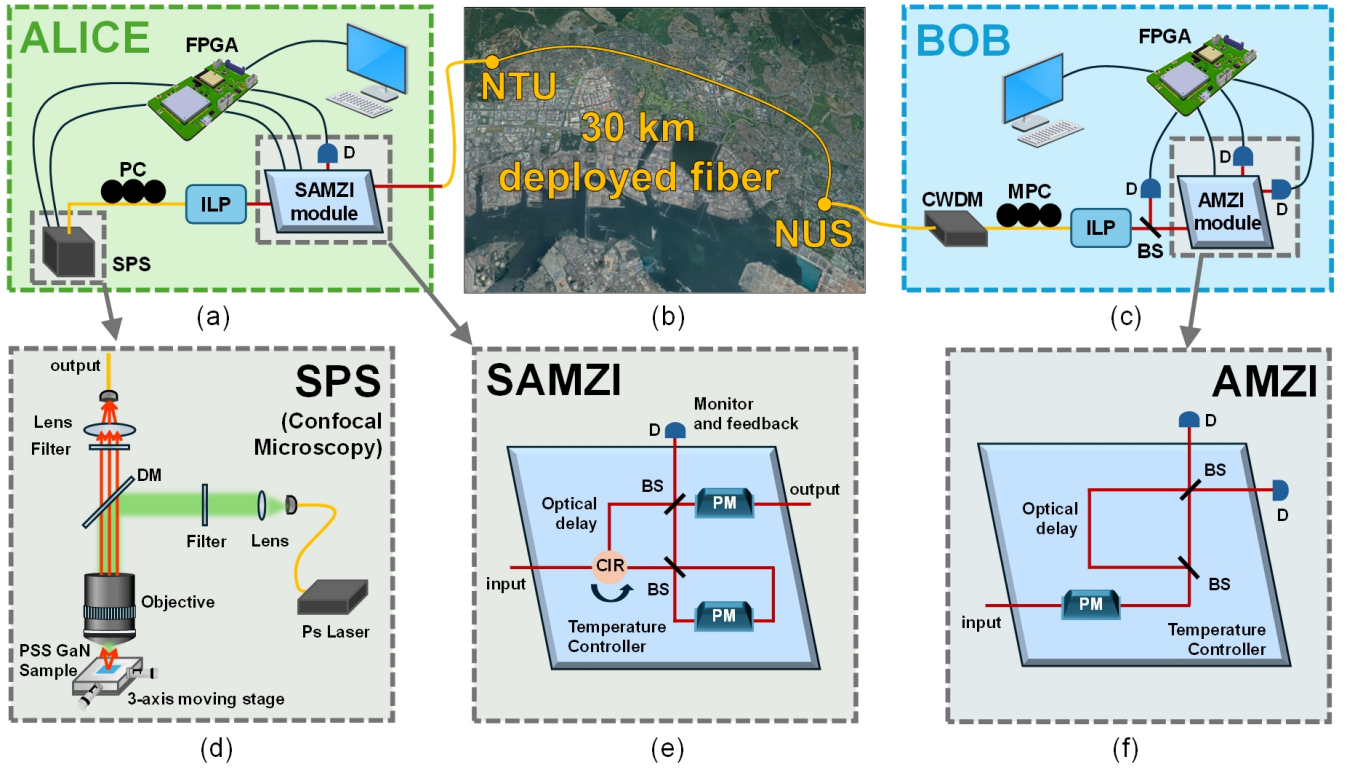 ALICE
FPGA
D
PC
ILP
SAMZI
module
SPS
(a)
NTU
30 km
deployed fiber
NUS
(b)
BOB
FPGA
D
D
D
CWDM
MPC
ILP
BS
AMZI
module
(c)
SPS
(Confocal
Microscopy)
output
Lens
Filter
DM
Filter
Lens
Objective
Ps Laser
PSS GaN
Sample
3-axis moving stage
(d)
SAMZI
Monitor
and feedback
D
BS
PM
output
Optical
delay
input
CIR
BS
PM
Temperature
Controller
(e)
AMZI
D
BS
D
Optical
delay
BS
PM
input
Temperature
Controller
(f)